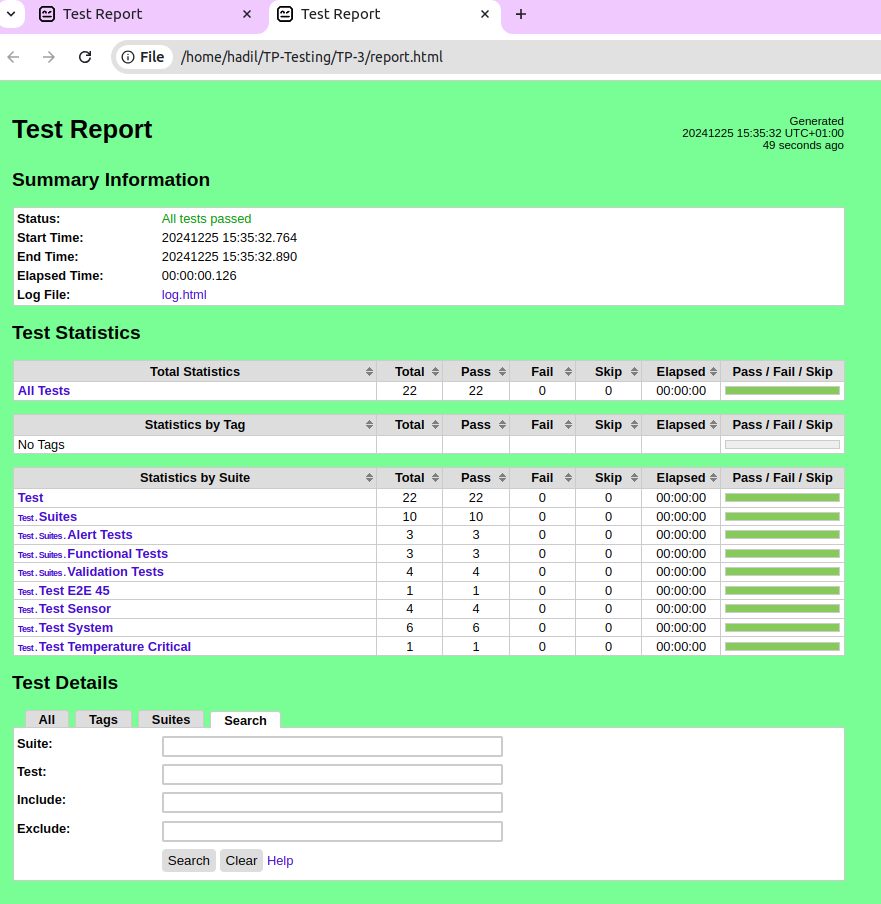 Test Report
Test Report
File /home/hadil/TP-Testing/TP-3/report.html
Test Report
Generated
20241225 15:35:32 UTC+01:00
49 seconds ago
Summary Information
Status: All tests passed
Start Time: 20241225 15:35:32.764
End Time: 20241225 15:35:32.890
Elapsed Time: 00:00:00.126
Log File: log.html
Test Statistics
Total Statistics Total Pass Fail Skip Elapsed Pass / Fail / Skip
All Tests 22 22 0 0 00:00:00
Statistics by Tag Total Pass Fail Skip Elapsed Pass / Fail / Skip
No Tags
Statistics by Suite Total Pass Fail Skip Elapsed Pass / Fail / Skip
Test 22 22 0 0 00:00:00
Test . Suites 10 10 0 0 00:00:00
Test . Suites . Alert Tests 3 3 0 0 00:00:00
Test . Suites . Functional Tests 3 3 0 0 00:00:00
Test . Suites . Validation Tests 4 4 0 0 00:00:00
Test . Test E2E 45 1 1 0 0 00:00:00
Test . Test Sensor 4 4 0 0 00:00:00
Test . Test System 6 6 0 0 00:00:00
Test . Test Temperature Critical 1 1 0 0 00:00:00
Test Details
All Tags Suites Search
Suite:
Test:
Include:
Exclude:
Search Clear Help